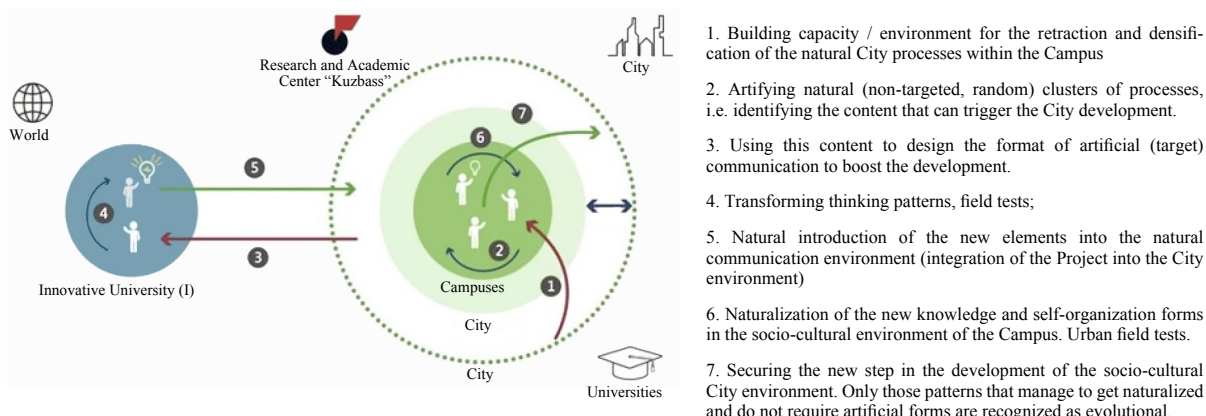 Research and Academic
Center “Kuzbass”
City
World
7
6
5
4
3
2
1
Innovative University (I)
Campuses
City
City
Universities
1. Building capacity / environment for the retraction and densifi-
cation of the natural City processes within the Campus
2. Artifying natural (non-targeted, random) clusters of processes,
i.e. identifying the content that can trigger the City development.
3. Using this content to design the format of artificial (target)
communication to boost the development.
4. Transforming thinking patterns, field tests;
5. Natural introduction of the new elements into the natural
communication environment (integration of the Project into the City
environment)
6. Naturalization of the new knowledge and self-organization forms
in the socio-cultural environment of the Campus. Urban field tests.
7. Securing the new step in the development of the socio-cultural
City environment. Only those patterns that manage to get naturalized
and do not require artificial forms are recognized as evolutional